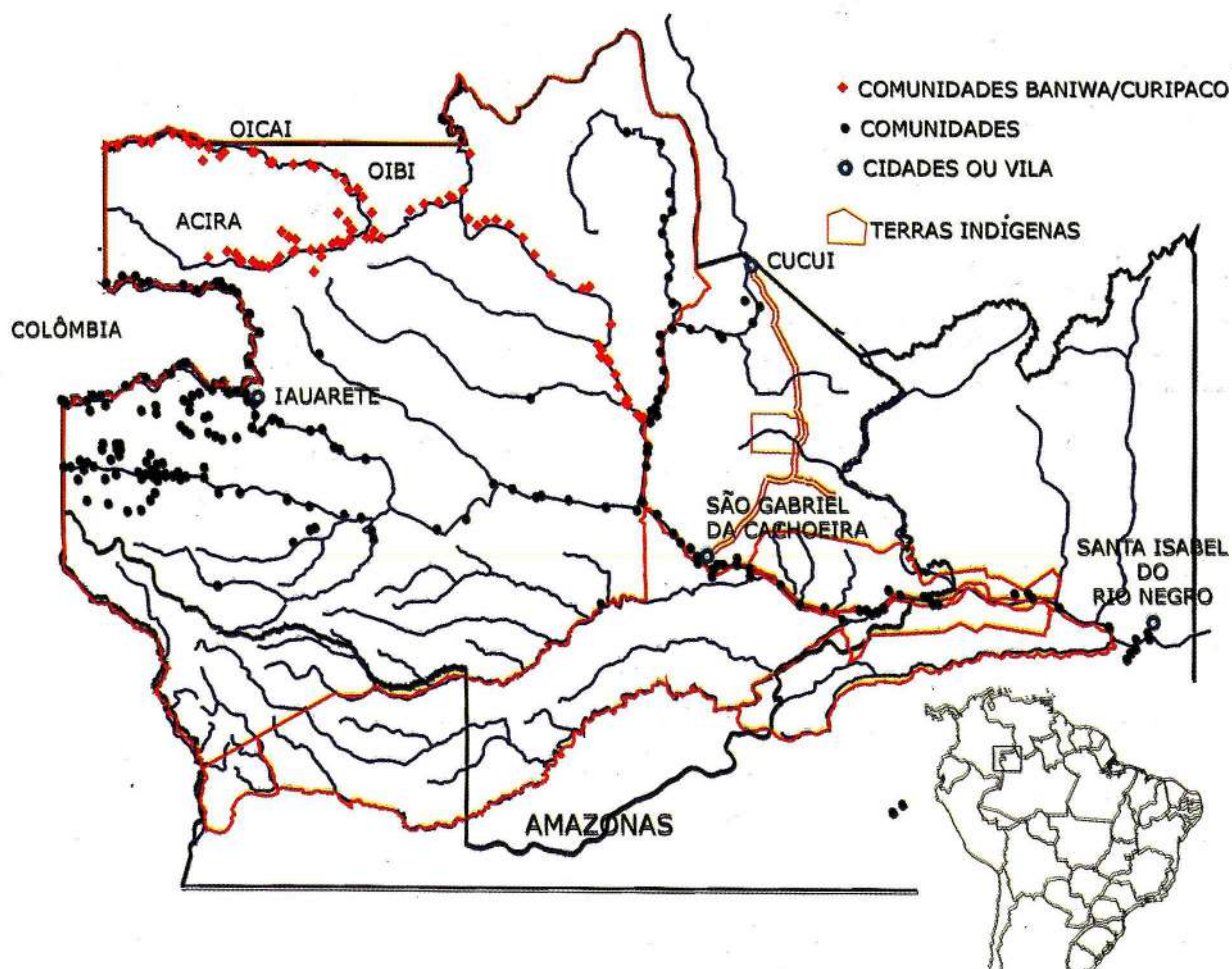 COMUNIDADES BANIWA/CURIPACO
COMUNIDADES
CIDADES OU VILA
TERRAS INDÍGENAS
OICAI
OIBI
ACIRA
CUCUI
COLÔMBIA
IAUARETE
SÃO GABRIEL
DA CACHOEIRA
SANTA ISABEL
DO
RIO NEGRO
AMAZONAS